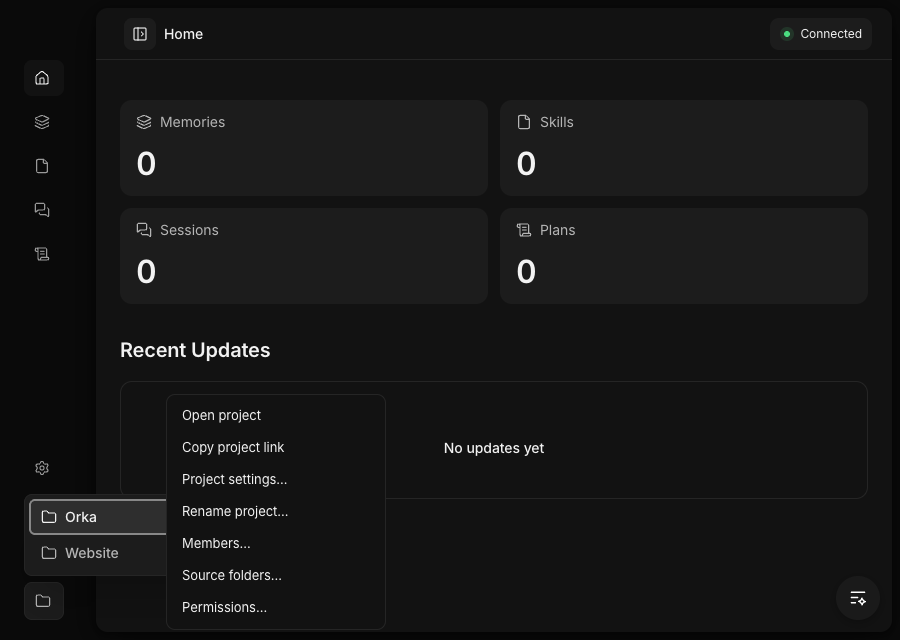 Home
Connected
Memories
0
Skills
0
Sessions
0
Plans
0
Recent Updates
No updates yet
Open project
Copy project link
Project settings...
Rename project...
Members...
Source folders...
Permissions...
Orka
Website